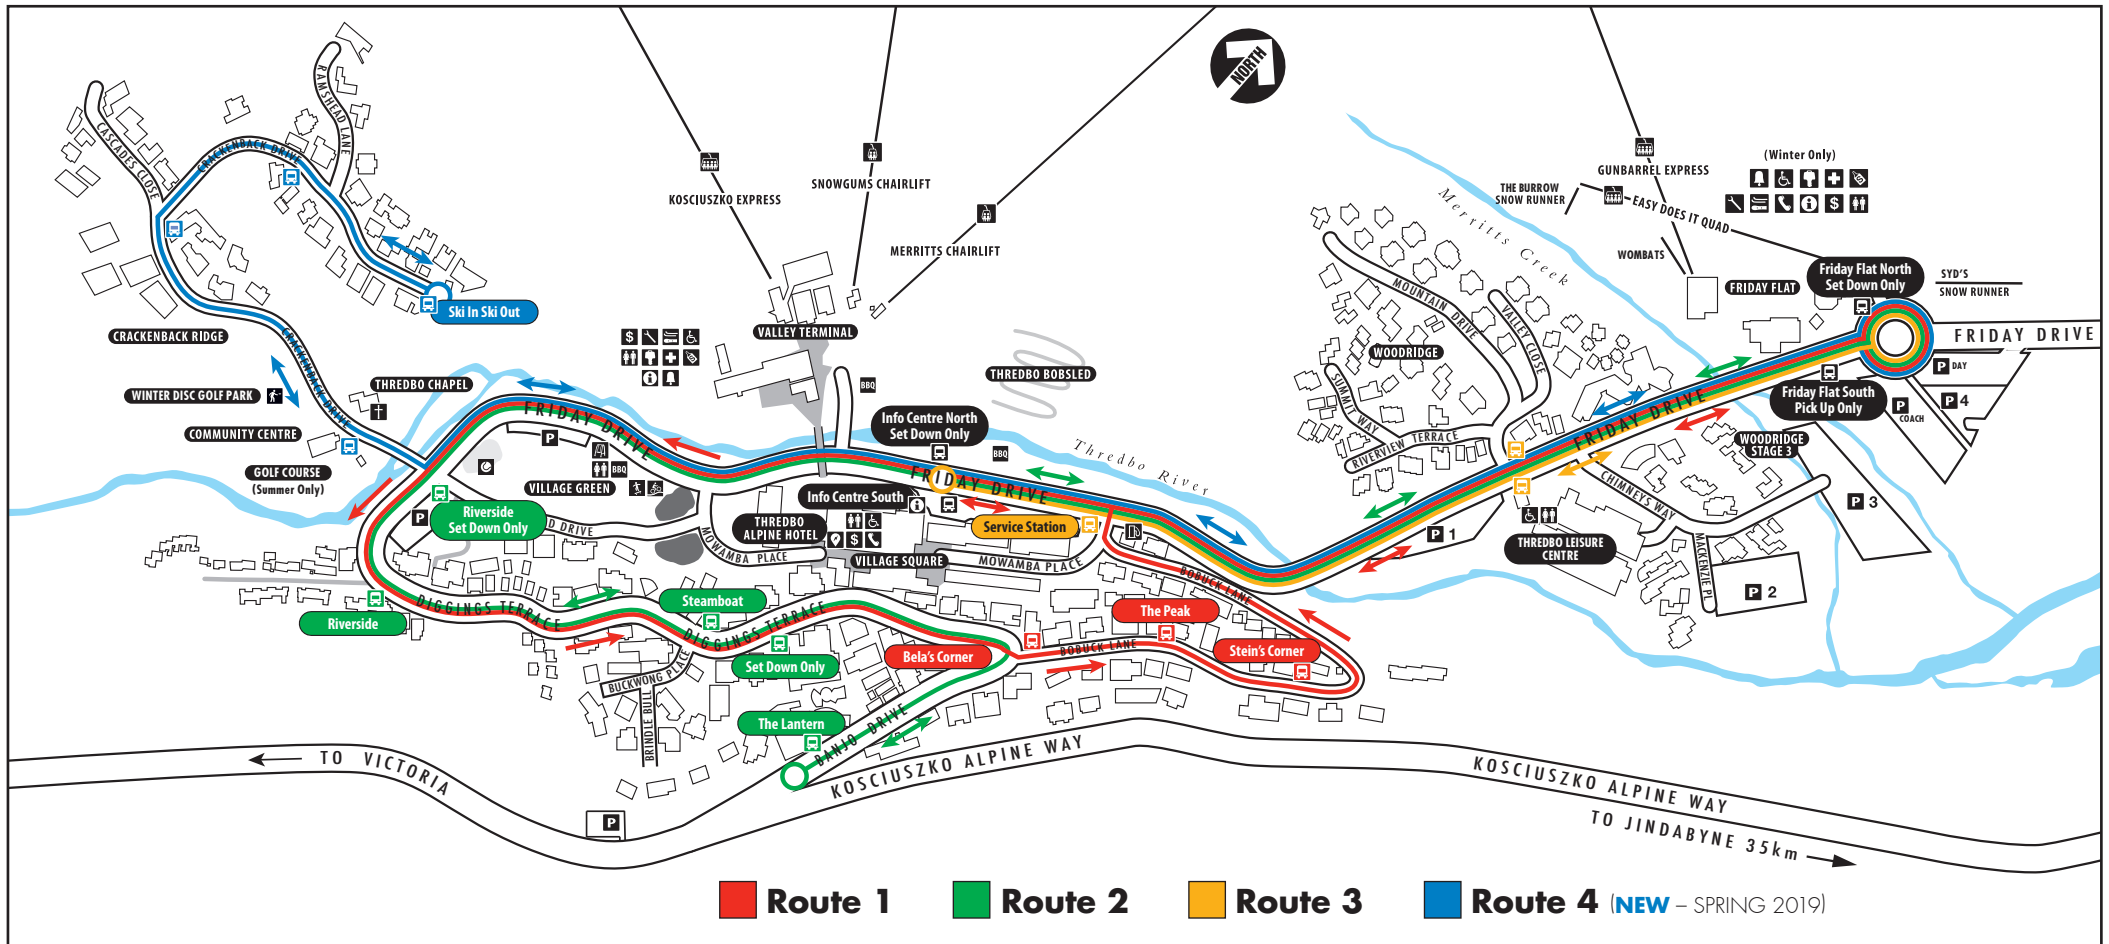 NORTH
RAMSHEAD LANE
CASCADES CLOSE
CRACKENBACK DRIVE
Ski In Ski Out
CRACKENBACK RIDGE
CRACKENBACK DRIVE
WINTER DISC GOLF PARK
THREDBO CHAPEL
COMMUNITY CENTRE
GOLF COURSE
(Summer Only)
KOSCIUSZKO EXPRESS
SNOWGUMS CHAIRLIFT
MERRITTS CHAIRLIFT
VALLEY TERMINAL
THREDBO BOBSLED
BBQ
Info Centre North
Set Down Only
BBQ
Thredbo River
FRIDAY DRIVE
P
BBQ
VILLAGE GREEN
FRIDAY DRIVE
Info Centre South
Service Station
THREDBO
ALPINE HOTEL
VILLAGE SQUARE
MOWAMBA PLACE
MOWAMBA PLACE
P
Riverside
Set Down Only
D DRIVE
Riverside
DIGGINGS TERRACE
Steamboat
DIGGINGS TERRACE
Set Down Only
BUCKWONG PLACE
BRINDLE BULL
The Lantern
BANJO DRIVE
Bela's Corner
BOBUCK LANE
The Peak
Stein's Corner
BOBUCK LANE
Merritts Creek
THE BURROW
SNOW RUNNER
GUNBARREL EXPRESS
EASY DOES IT QUAD
WOMBATS
(Winter Only)
FRIDAY FLAT
Friday Flat North
Set Down Only
SYD'S
SNOW RUNNER
FRIDAY DRIVE
MOUNTAIN DRIVE
VALLEY CLOSE
WOODRIDGE
SUMMIT WAY
RIVERVIEW TERRACE
FRIDAY DRIVE
Friday Flat South
Pick Up Only
P DAY
P 4
P
COACH
WOODRIDGE
STAGE 3
P 3
CHIMNEYS WAY
P 1
THREDBO LEISURE
CENTRE
MACKENZIE PL
P 2
TO VICTORIA
P
KOSCIUSZKO ALPINE WAY
KOSCIUSZKO ALPINE WAY
TO JINDABYNE 35km
Route 1
Route 2
Route 3
Route 4 (NEW – SPRING 2019)